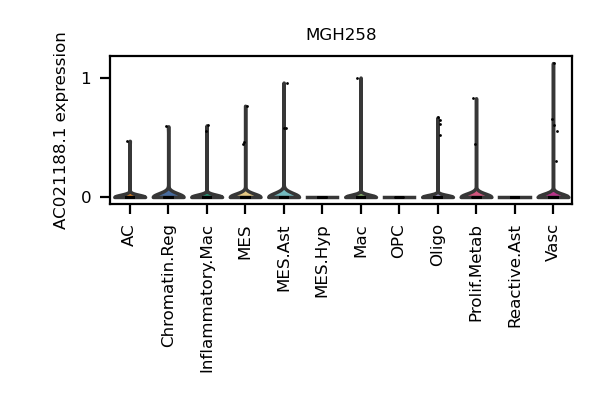 MGH258
AC021188.1 expression
1
0
AC
Chromatin.Reg
Inflammatory.Mac
MES
MES.Ast
MES.Hyp
Mac
OPC
Oligo
Prolif.Metab
Reactive.Ast
Vasc